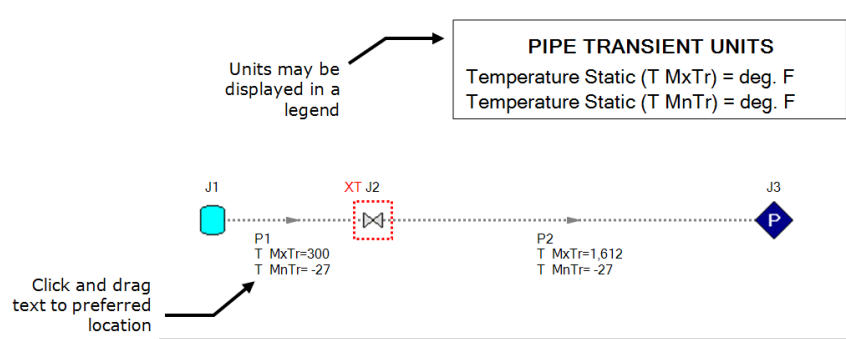 PIPE TRANSIENT UNITS
Temperature Static (T MxTr) = deg. F
Temperature Static (T MnTr) = deg. F
Units may be
displayed in a
legend
J1
XT J2
J3
P
P1
T MxTr=300
T MnTr= -27
P2
T MxTr=1,612
T MnTr= -27
Click and drag
text to preferred
location